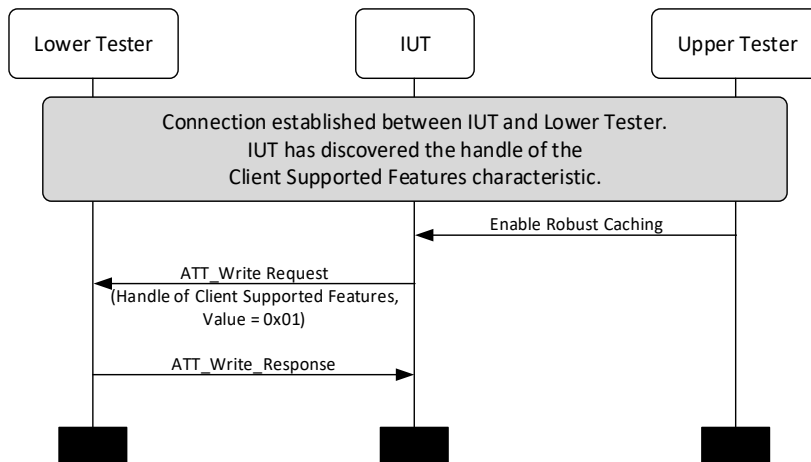 Lower Tester
IUT
Upper Tester
Connection established between IUT and Lower Tester.
IUT has discovered the handle of the
Client Supported Features characteristic.
Enable Robust Caching
ATT_Write Request
(Handle of Client Supported Features,
Value = 0x01)
ATT_Write_Response